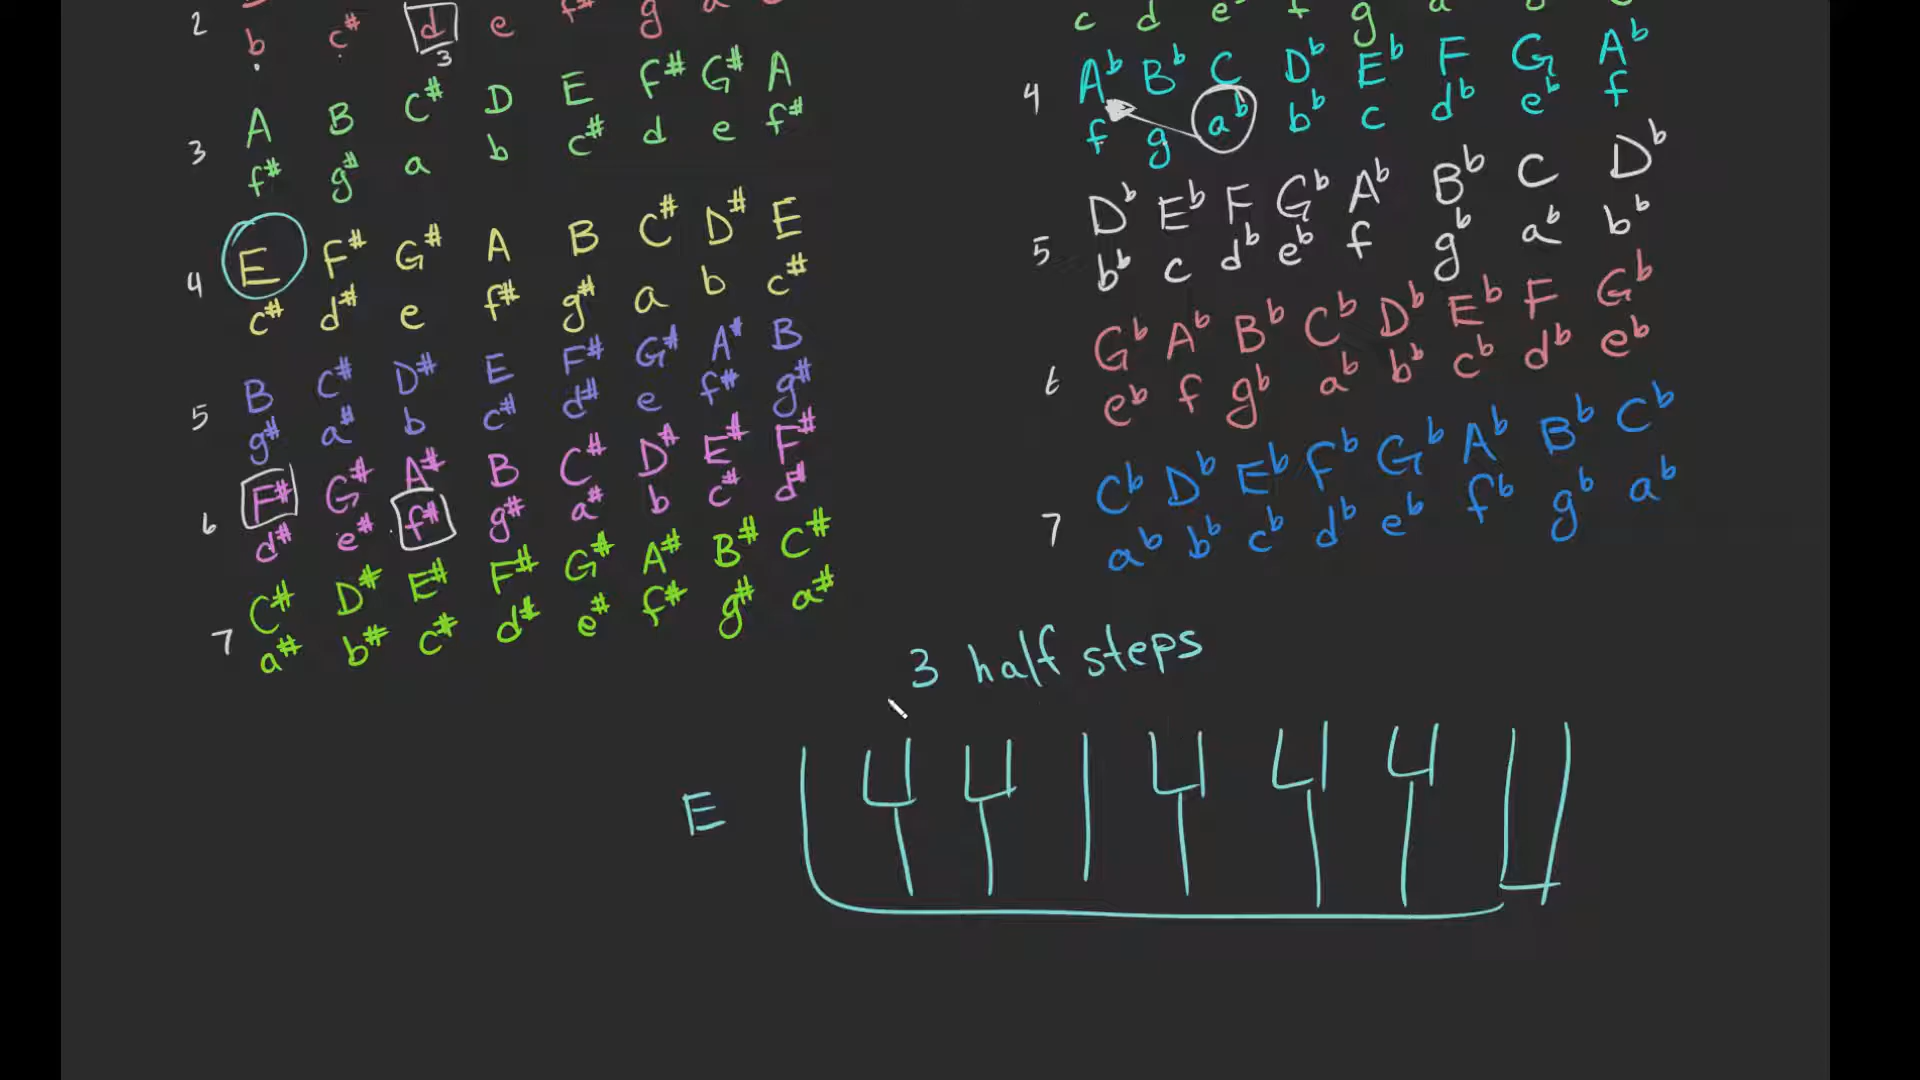 2
b c# d e f# g a
3
3 A B C# D E F# G# A
f# g# a b c# d e f#
4 E F# G# A B C# D# E
c# d# e f# g# a b c#
5 B C# D# E F# G# A# B
g# a# b c# d# e f# g#
6 F# G# A# B C# D# E# F#
d# e# f# g# a# b c# d#
7 C# D# E# F# G# A# B# C#
a# b# c# d# e# f# g# a#
c d e f g a
4 Ab Bb C Db Eb F G Ab
f g ab bb c db eb f
5 Db Eb F Gb Ab Bb C Db
bb c db eb f gb ab bb
6 Gb Ab Bb Cb Db Eb F Gb
eb f gb ab bb cb db eb
7 Cb Db Eb Fb Gb Ab Bb Cb
ab bb cb db eb fb gb ab
3 half steps
E